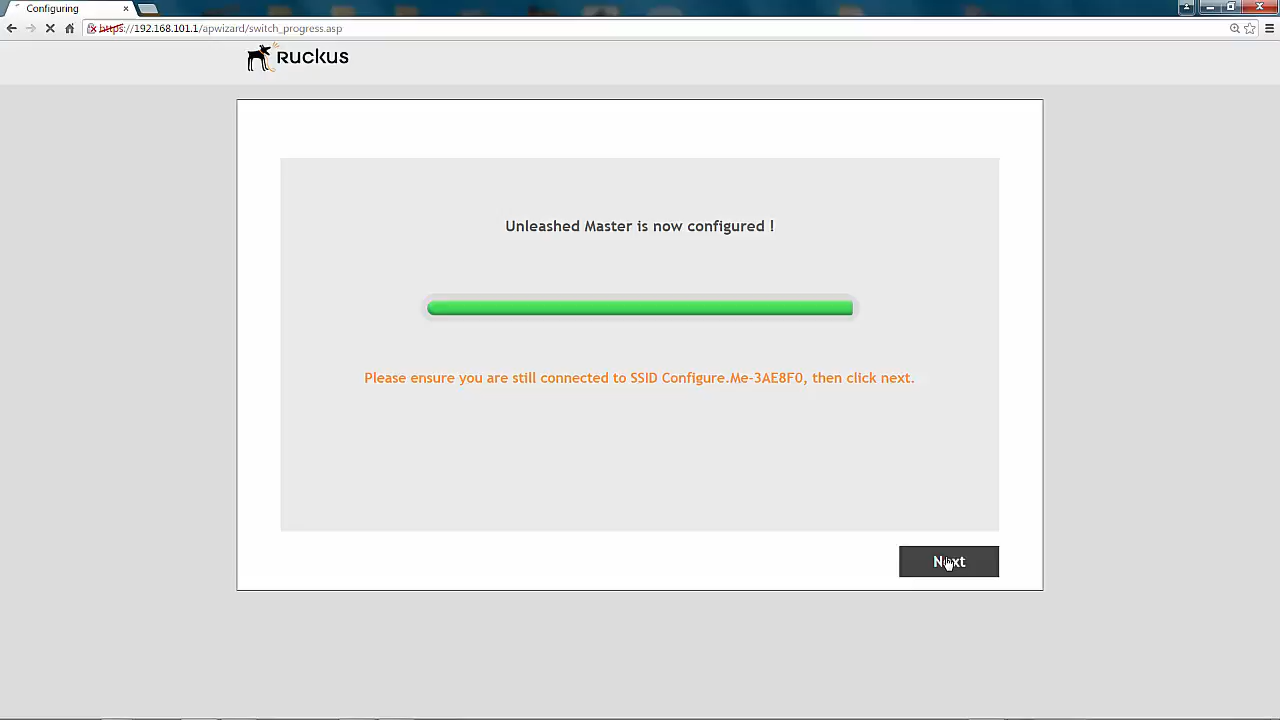 Configuring
https://192.168.101.1/apwizard/switch_progress.asp
RUCKUS
Unleashed Master is now configured !
Please ensure you are still connected to SSID Configure.Me-3AE8F0, then click next.
Next